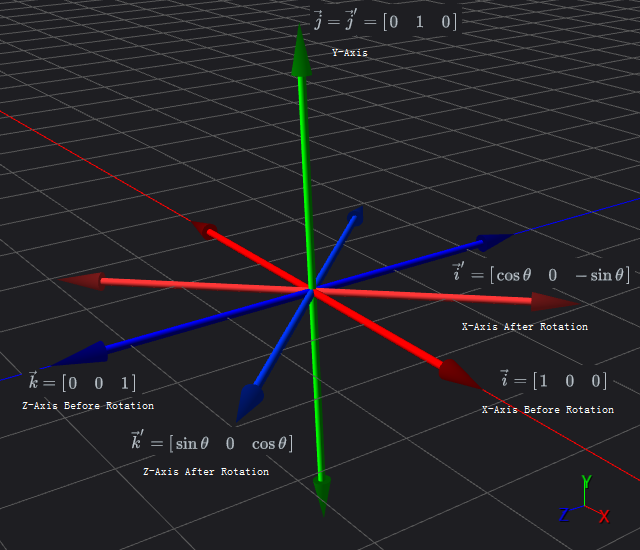 $\vec{j} = \vec{j}' = [0 \quad 1 \quad 0]$
Y-Axis
$\vec{i}' = [\cos\theta \quad 0 \quad -\sin\theta]$
X-Axis After Rotation
$\vec{k} = [0 \quad 0 \quad 1]$
Z-Axis Before Rotation
$\vec{i} = [1 \quad 0 \quad 0]$
X-Axis Before Rotation
$\vec{k}' = [\sin\theta \quad 0 \quad \cos\theta]$
Z-Axis After Rotation
Y
Z X